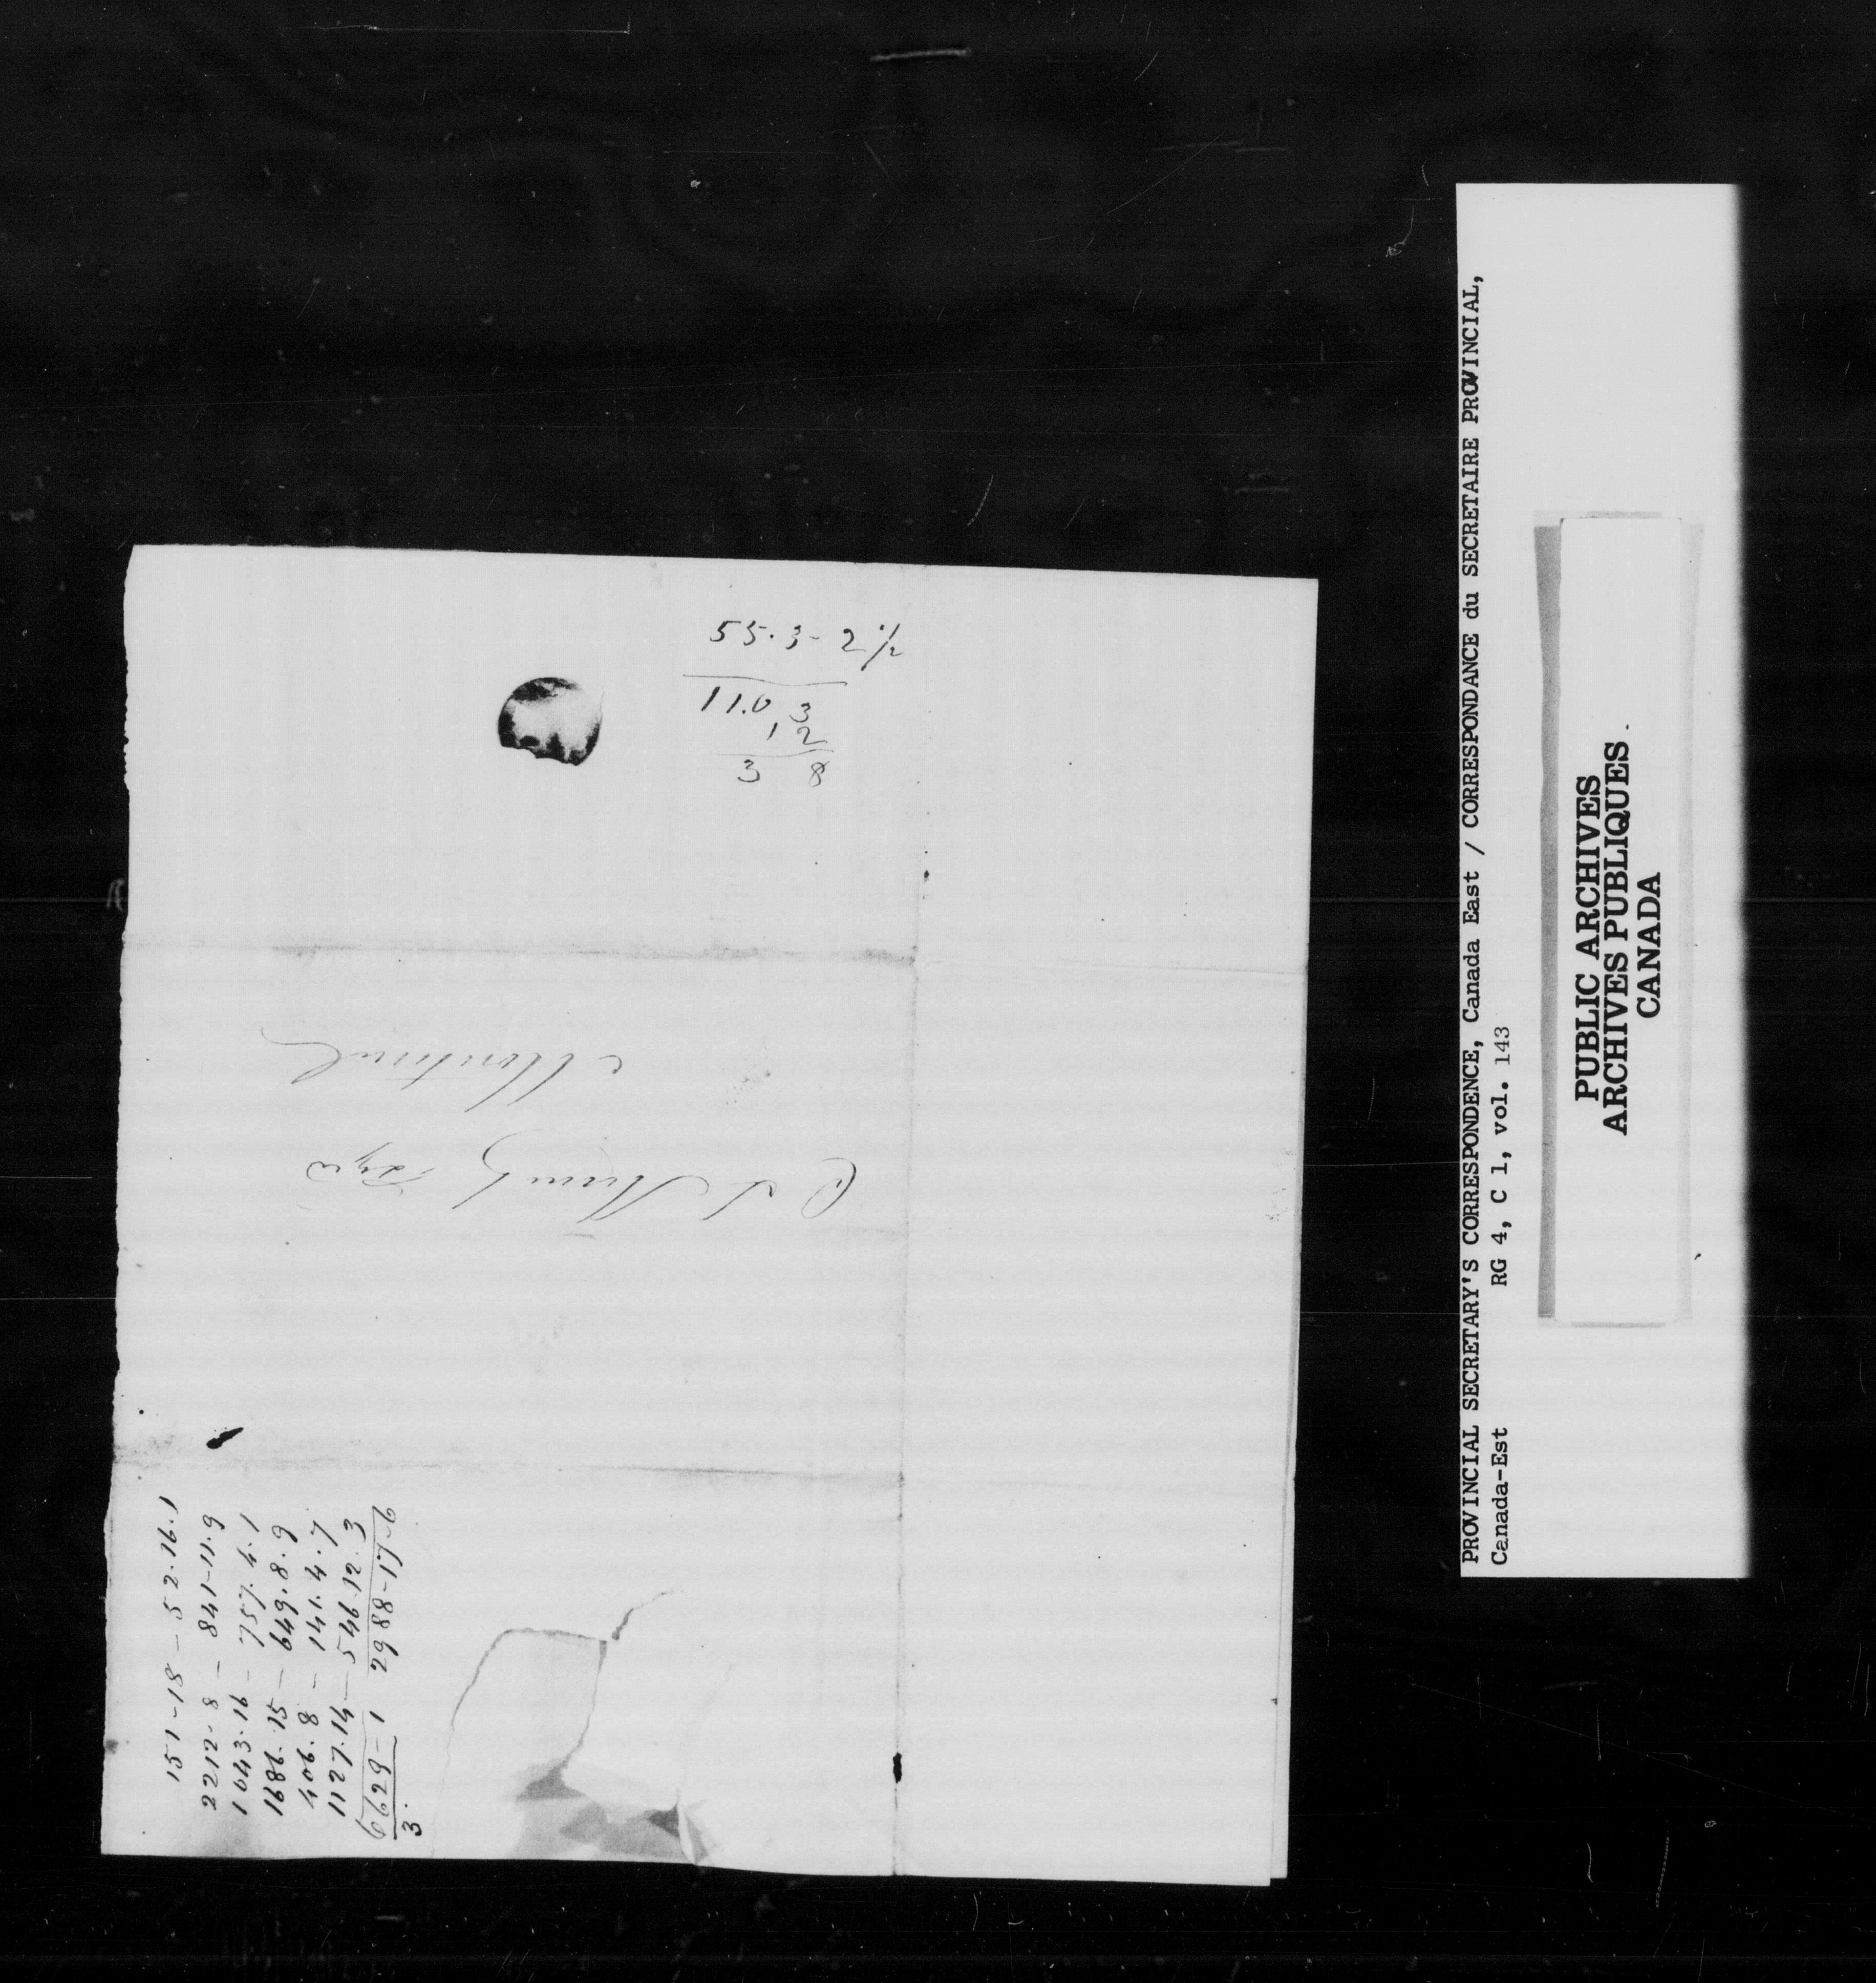 55.3-2½
11.0 3
12
3 8
Esqr
Montreal
151-18 - 52.16.1
2212-8 - 841-11.9
1043.16 - 757.4.1
1686.15 - 649.8.9
406.8 - 141.4.7
1127.14 - 546.12.3
6629-1 2988-17-6
3
PROVINCIAL SECRETARY'S CORRESPONDENCE, Canada East / CORRESPONDANCE du SECRETAIRE PROVINCIAL,
Canada-Est RG 4, C 1, vol. 143
PUBLIC ARCHIVES
ARCHIVES PUBLIQUES
CANADA